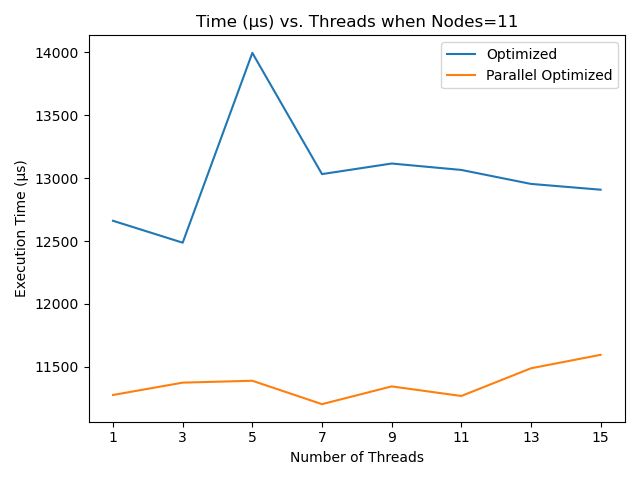 Time (µs) vs. Threads when Nodes=11
Optimized
Parallel Optimized
14000
13500
13000
12500
12000
11500
Execution Time (µs)
1 3 5 7 9 11 13 15
Number of Threads